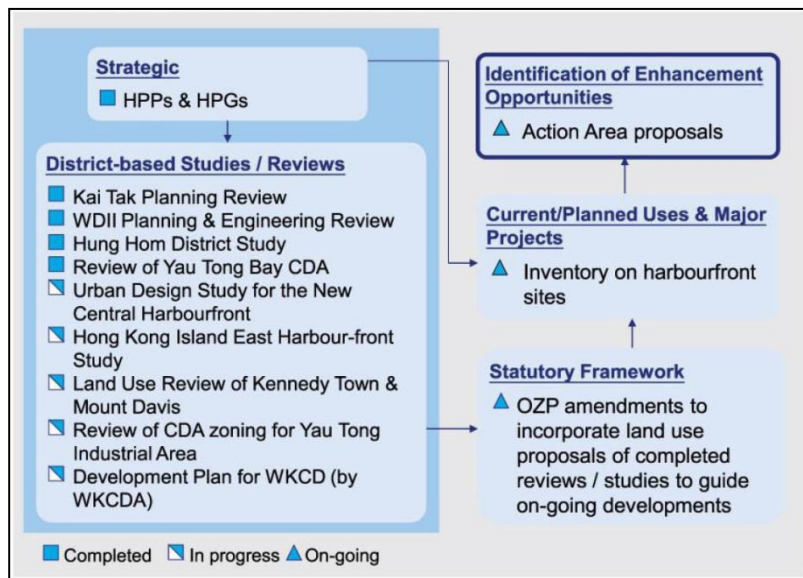 Strategic
HPPs & HPGs
District-based Studies / Reviews
Kai Tak Planning Review
WDII Planning & Engineering Review
Hung Hom District Study
Review of Yau Tong Bay CDA
Urban Design Study for the New
Central Harbourfront
Hong Kong Island East Harbour-front
Study
Land Use Review of Kennedy Town &
Mount Davis
Review of CDA zoning for Yau Tong
Industrial Area
Development Plan for WKCD (by
WKCDA)
Identification of Enhancement
Opportunities
Action Area proposals
Current/Planned Uses & Major
Projects
Inventory on harbourfront
sites
Statutory Framework
OZP amendments to
incorporate land use
proposals of completed
reviews / studies to guide
on-going developments
Completed In progress On-going